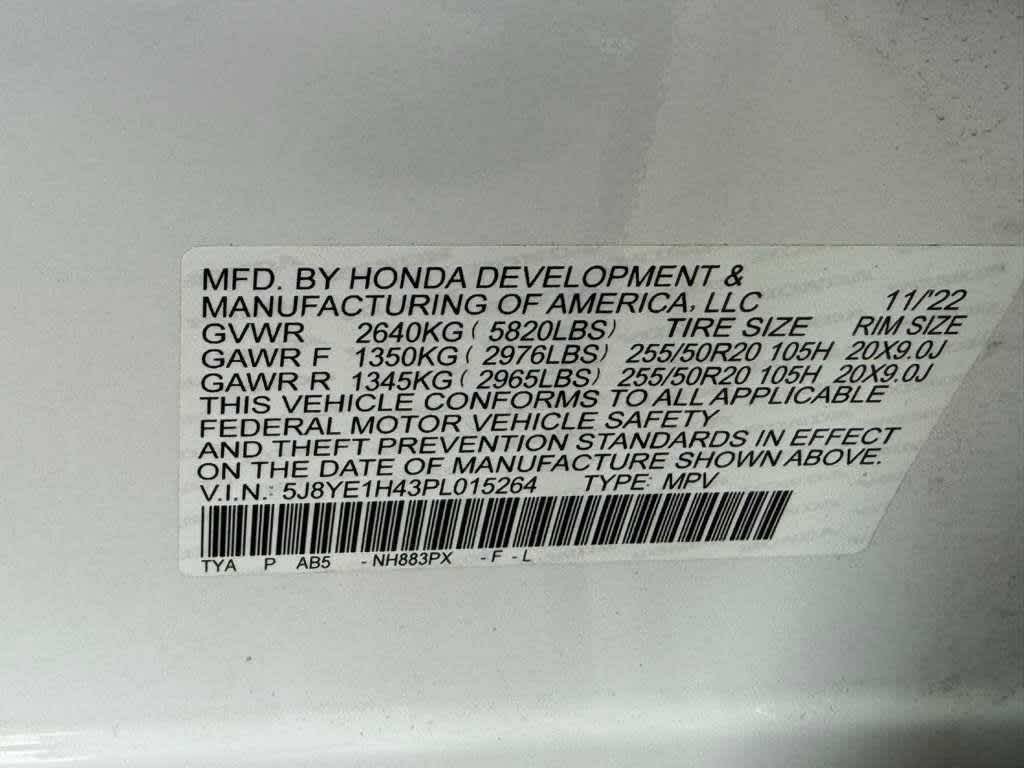 MFD. BY HONDA DEVELOPMENT &
MANUFACTURING OF AMERICA, LLC 11/'22
GVWR 2640KG ( 5820LBS) TIRE SIZE RIM SIZE
GAWR F 1350KG ( 2976LBS) 255/50R20 105H 20X9.0J
GAWR R 1345KG ( 2965LBS) 255/50R20 105H 20X9.0J
THIS VEHICLE CONFORMS TO ALL APPLICABLE
FEDERAL MOTOR VEHICLE SAFETY
AND THEFT PREVENTION STANDARDS IN EFFECT
ON THE DATE OF MANUFACTURE SHOWN ABOVE.
V.I.N.: 5J8YE1H43PL015264 TYPE: MPV
TYA P AB5 -NH883PX -F-L